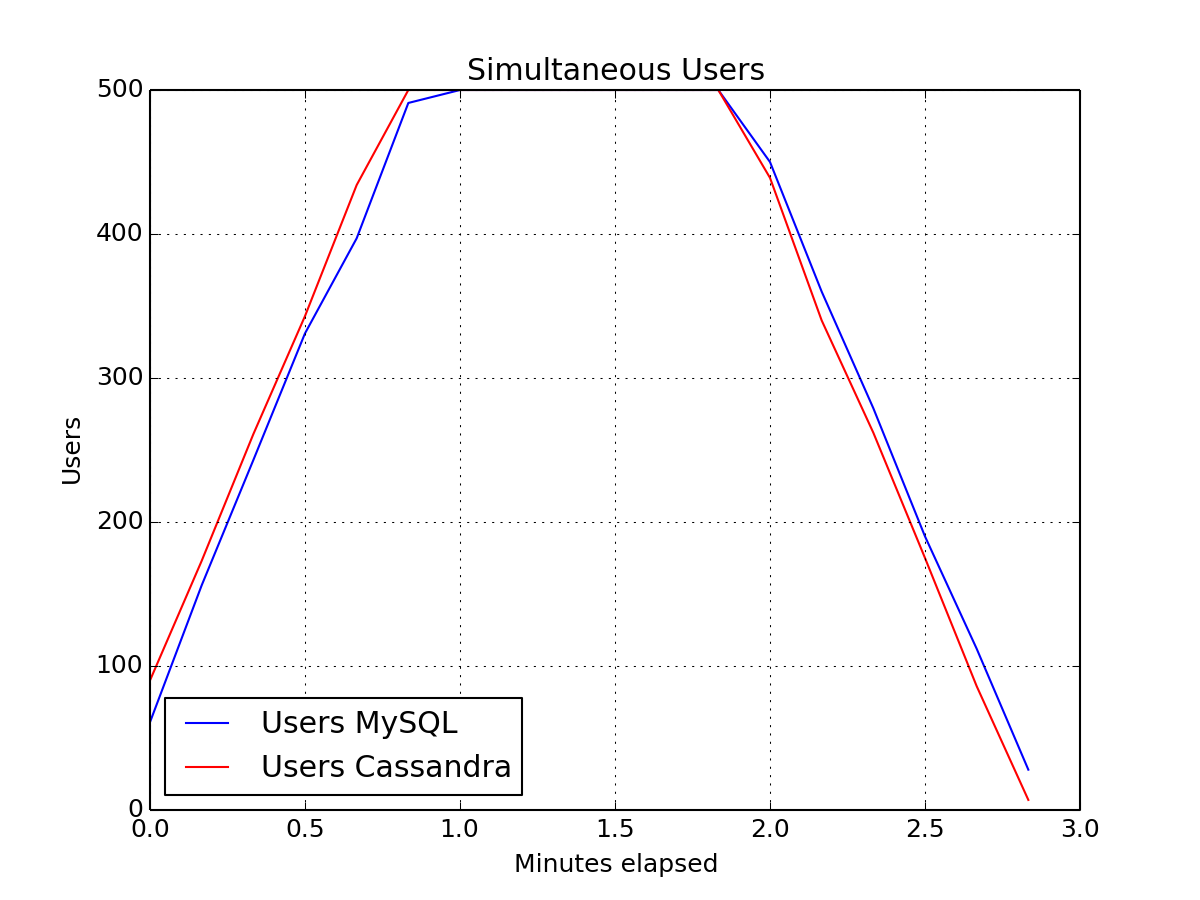 Simultaneous Users
500
400
300
200
100
0
Users
Users MySQL
Users Cassandra
0.0 0.5 1.0 1.5 2.0 2.5 3.0
Minutes elapsed